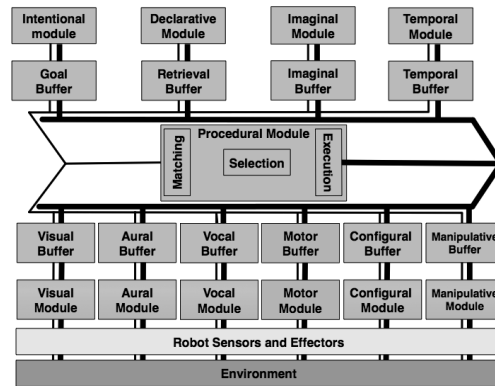 Intentional module
Declarative Module
Imaginal Module
Temporal Module
Goal Buffer
Retrieval Buffer
Imaginal Buffer
Temporal Buffer
Procedural Module
Matching
Selection
Execution
Visual Buffer
Aural Buffer
Vocal Buffer
Motor Buffer
Configural Buffer
Manipulative Buffer
Visual Module
Aural Module
Vocal Module
Motor Module
Configural Module
Manipulative Module
Robot Sensors and Effectors
Environment